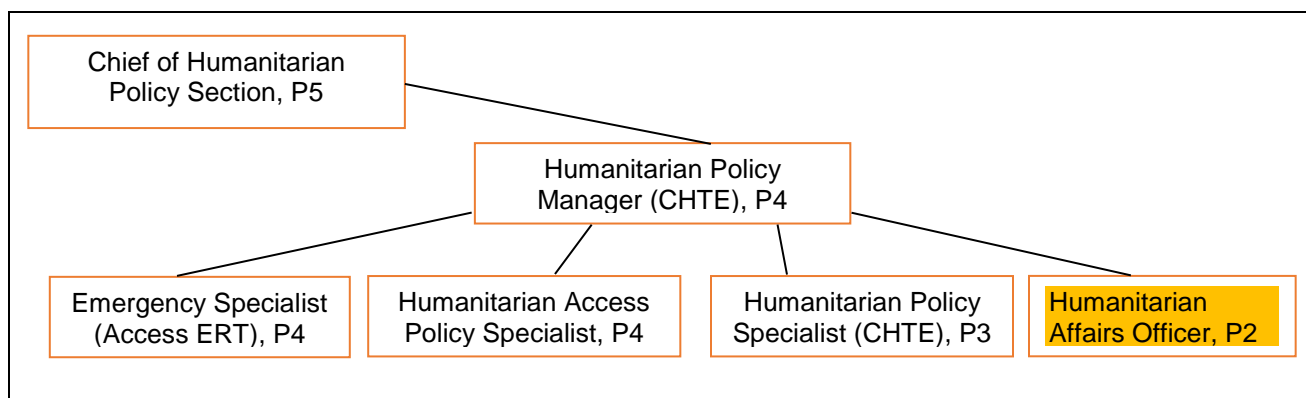 Chief of Humanitarian
Policy Section, P5
Humanitarian Policy
Manager (CHTE), P4
Emergency Specialist
(Access ERT), P4
Humanitarian Access
Policy Specialist, P4
Humanitarian Policy
Specialist (CHTE), P3
Humanitarian
Affairs Officer, P2